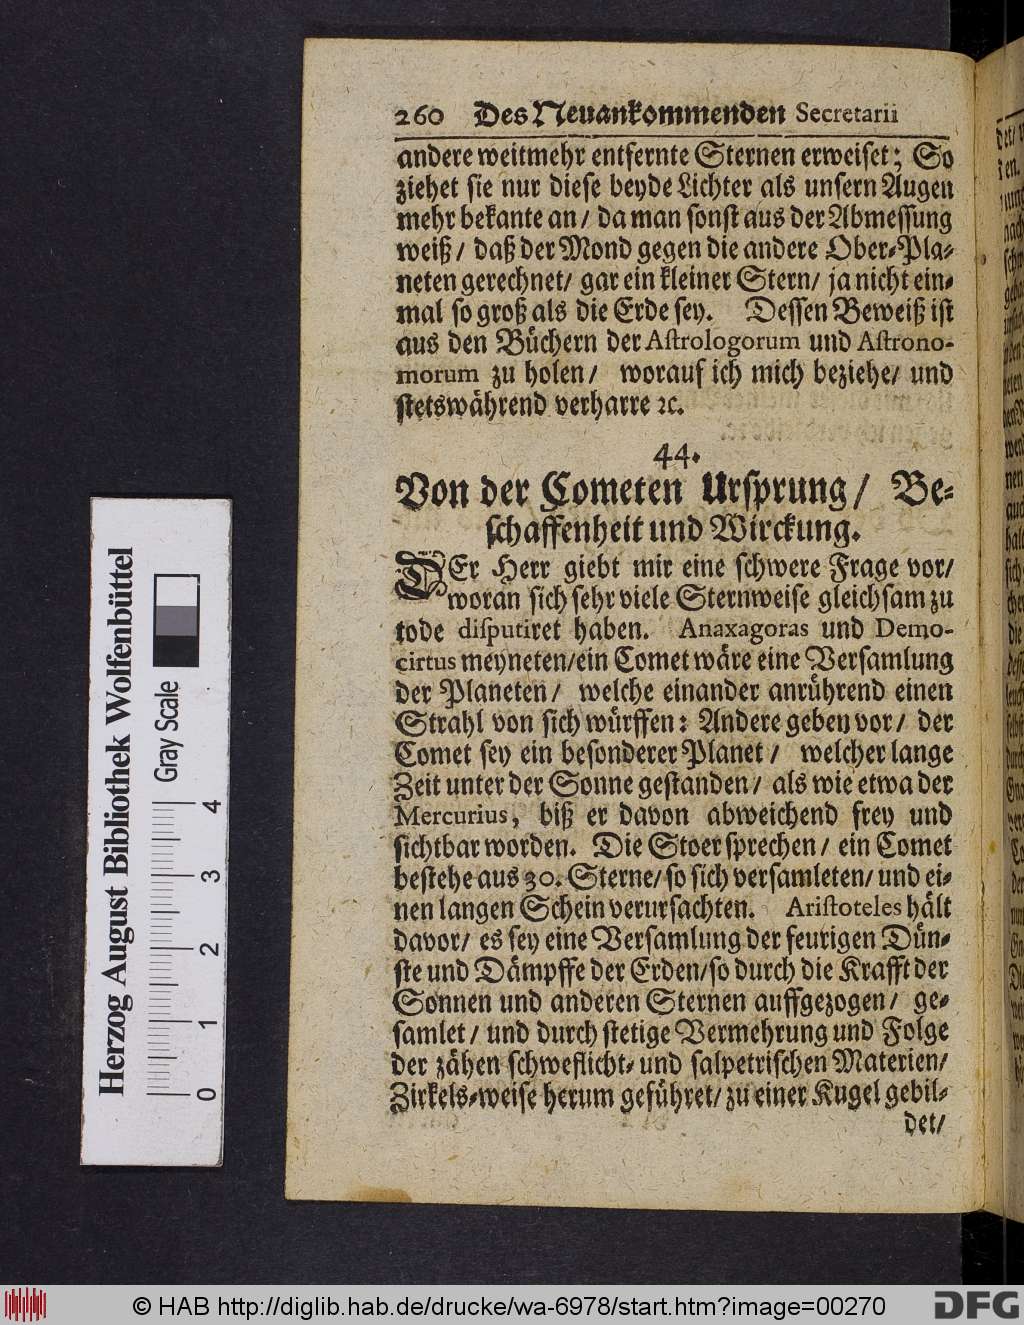 260 Des Neuankommenden Secretarii
andere weitmehr entfernte Sternen erweiset; So
ziehet sie nur diese beyde Lichter als unsern Augen
mehr bekante an / da man sonst aus der Abmessung
weiß / daß der Mond gegen die andere Ober-Pla-
neten gerechnet / gar ein kleiner Stern / ja nicht ein-
mal so groß als die Erde sey. Dessen Beweiß ist
aus den Büchern der Astrologorum und Astrono-
morum zu holen / worauf ich mich beziehe / und
stetswährend verharre ꝛc.
44.
Von der Cometen Ursprung / Be-
schaffenheit und Wirckung.
DEr Herr giebt mir eine schwere Frage vor /
woran sich sehr viele Sternweise gleichsam zu
tode disputiret haben. Anaxagoras und Demo-
cirtus meyneten / ein Comet wäre eine Versamlung
der Planeten / welche einander anrührend einen
Strahl von sich würffen: Andere geben vor / der
Comet sey ein besonderer Planet / welcher lange
Zeit unter der Sonne gestanden / als wie etwa der
Mercurius, biß er davon abweichend frey und
sichtbar worden. Die Stoer sprechen / ein Comet
bestehe aus 30. Sterne / so sich versamleten / und ei-
nen langen Schein verursachten. Aristoteles hält
davor / es sey eine Versamlung der feurigen Dün-
ste und Dämpffe der Erden / so durch die Krafft der
Sonnen und anderen Sternen auffgezogen / ge-
samlet / und durch stetige Vermehrung und Folge
der zähen schweflicht- und salpetrischen Materien /
Zirkels-weise herum geführet / zu einer Kugel gebil-
det /
Herzog August Bibliothek Wolfenbüttel
Gray Scale
0 1 2 3 4
© HAB http://diglib.hab.de/drucke/wa-6978/start.htm?image=00270
DFG